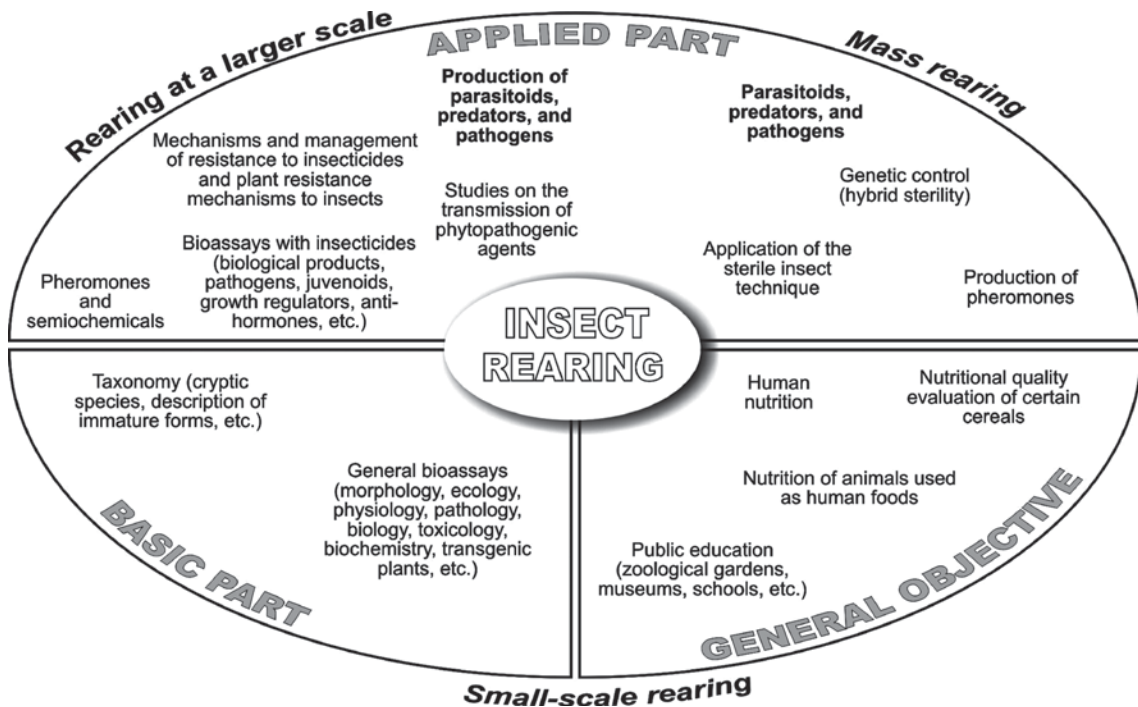 APPLIED PART
Rearing at a larger scale
Mass rearing
Production of
parasitoids,
predators, and
pathogens
Parasitoids,
predators, and
pathogens
Mechanisms and management
of resistance to insecticides
and plant resistance
mechanisms to insects
Genetic control
(hybrid sterility)
Studies on the
transmission of
phytopathogenic
agents
Bioassays with insecticides
(biological products,
pathogens, juvenoids,
growth regulators, anti-
hormones, etc.)
Application of the
sterile insect
technique
Pheromones
and
semiochemicals
Production of
pheromones
INSECT
REARING
Taxonomy (cryptic
species, description of
immature forms, etc.)
General bioassays
(morphology, ecology,
physiology, pathology,
biology, toxicology,
biochemistry, transgenic
plants, etc.)
BASIC PART
Human
nutrition
Nutritional quality
evaluation of certain
cereals
Nutrition of animals used
as human foods
Public education
(zoological gardens,
museums, schools, etc.)
GENERAL OBJECTIVE
Small-scale rearing